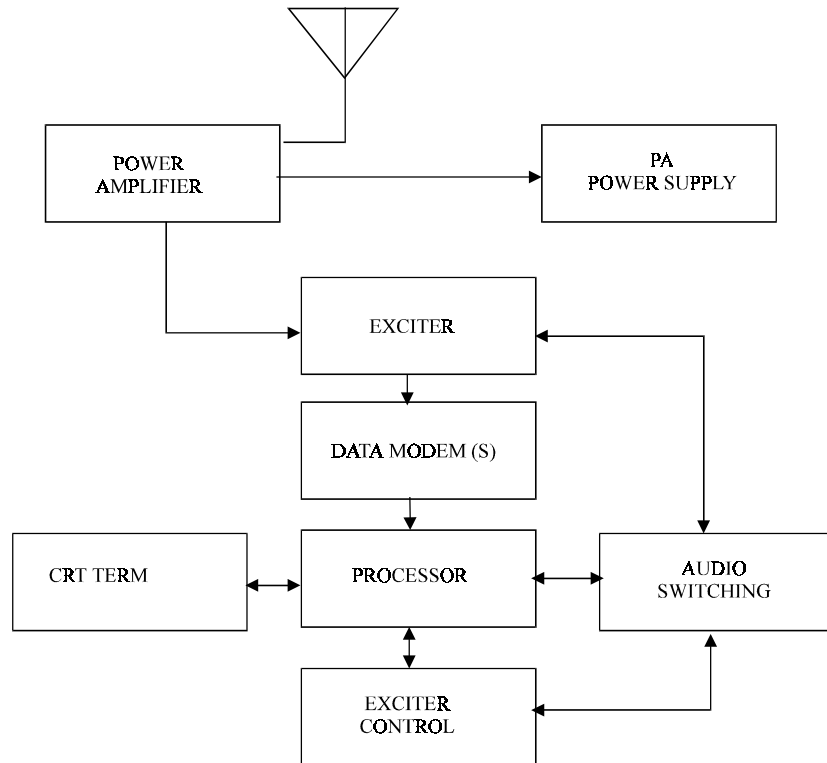 POWER
AMPLIFIER
PA
POWER SUPPLY
EXCITER
DATA MODEM (S)
CRT TERM
PROCESSOR
AUDIO
SWITCHING
EXCITER
CONTROL